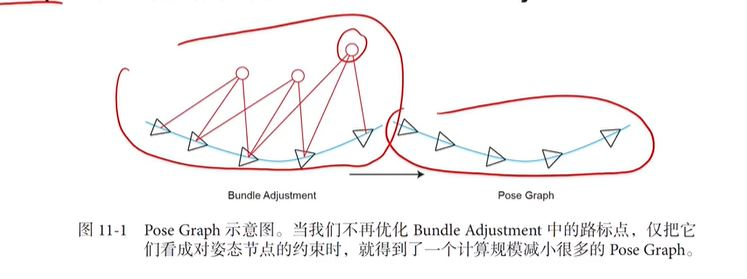 Bundle Adjustment
Pose Graph
图 11-1 Pose Graph 示意图。当我们不再优化 Bundle Adjustment 中的路标点，仅把它
们看成对姿态节点的约束时，就得到了一个计算规模减小很多的 Pose Graph。